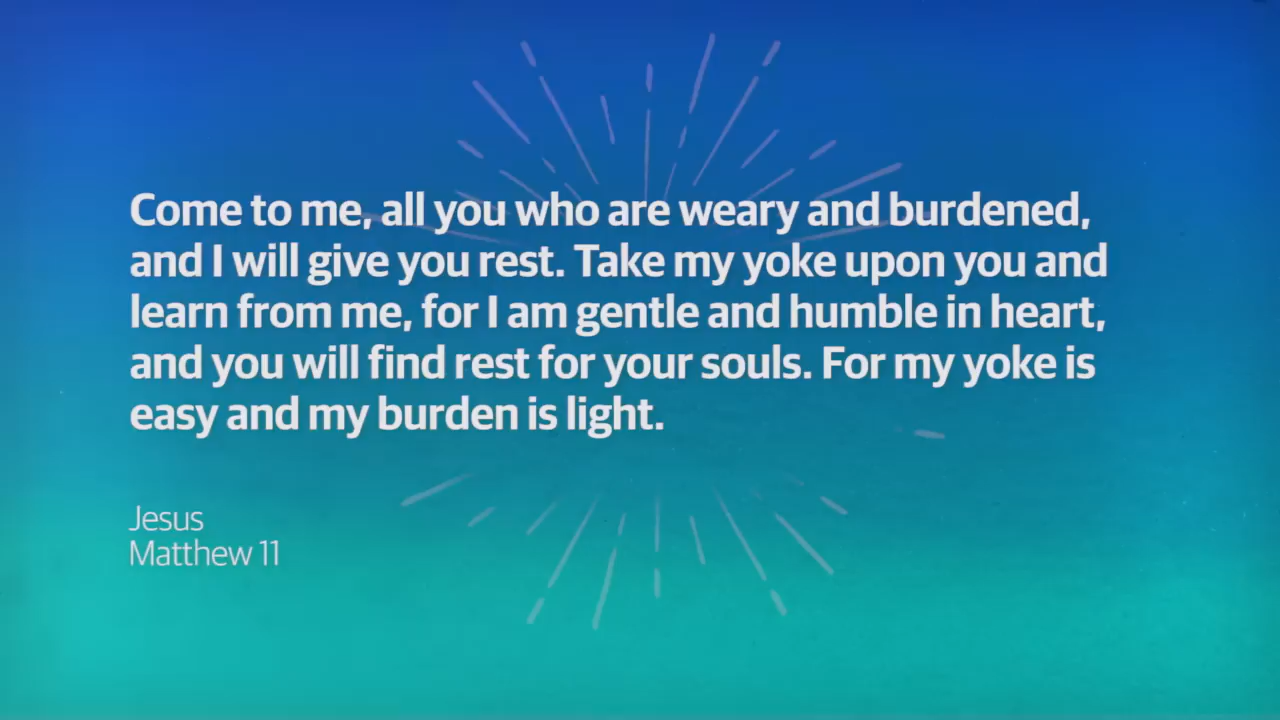 Come to me, all you who are weary and burdened,
and I will give you rest. Take my yoke upon you and
learn from me, for I am gentle and humble in heart,
and you will find rest for your souls. For my yoke is
easy and my burden is light.
Jesus
Matthew 11